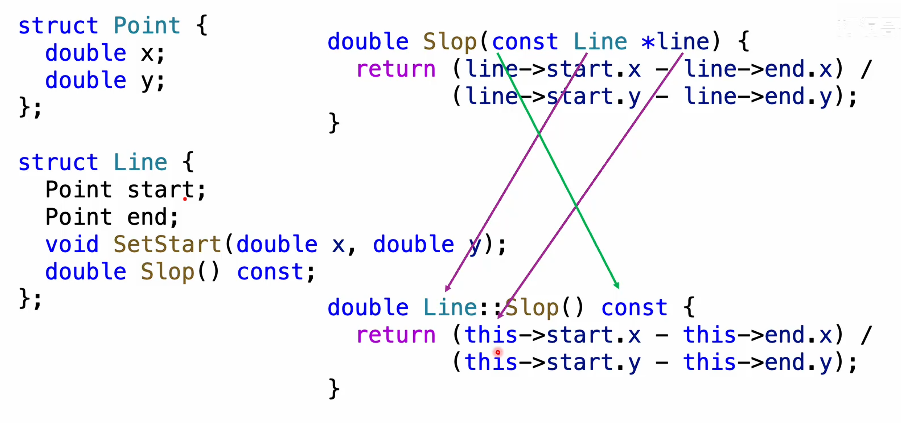 struct Point {
  double x;
  double y;
};
struct Line {
  Point start;
  Point end;
  void SetStart(double x, double y);
  double Slop() const;
};
double Slop(const Line *line) {
  return (line->start.x - line->end.x) /
         (line->start.y - line->end.y);
}
double Line::Slop() const {
  return (this->start.x - this->end.x) /
         (this->start.y - this->end.y);
}